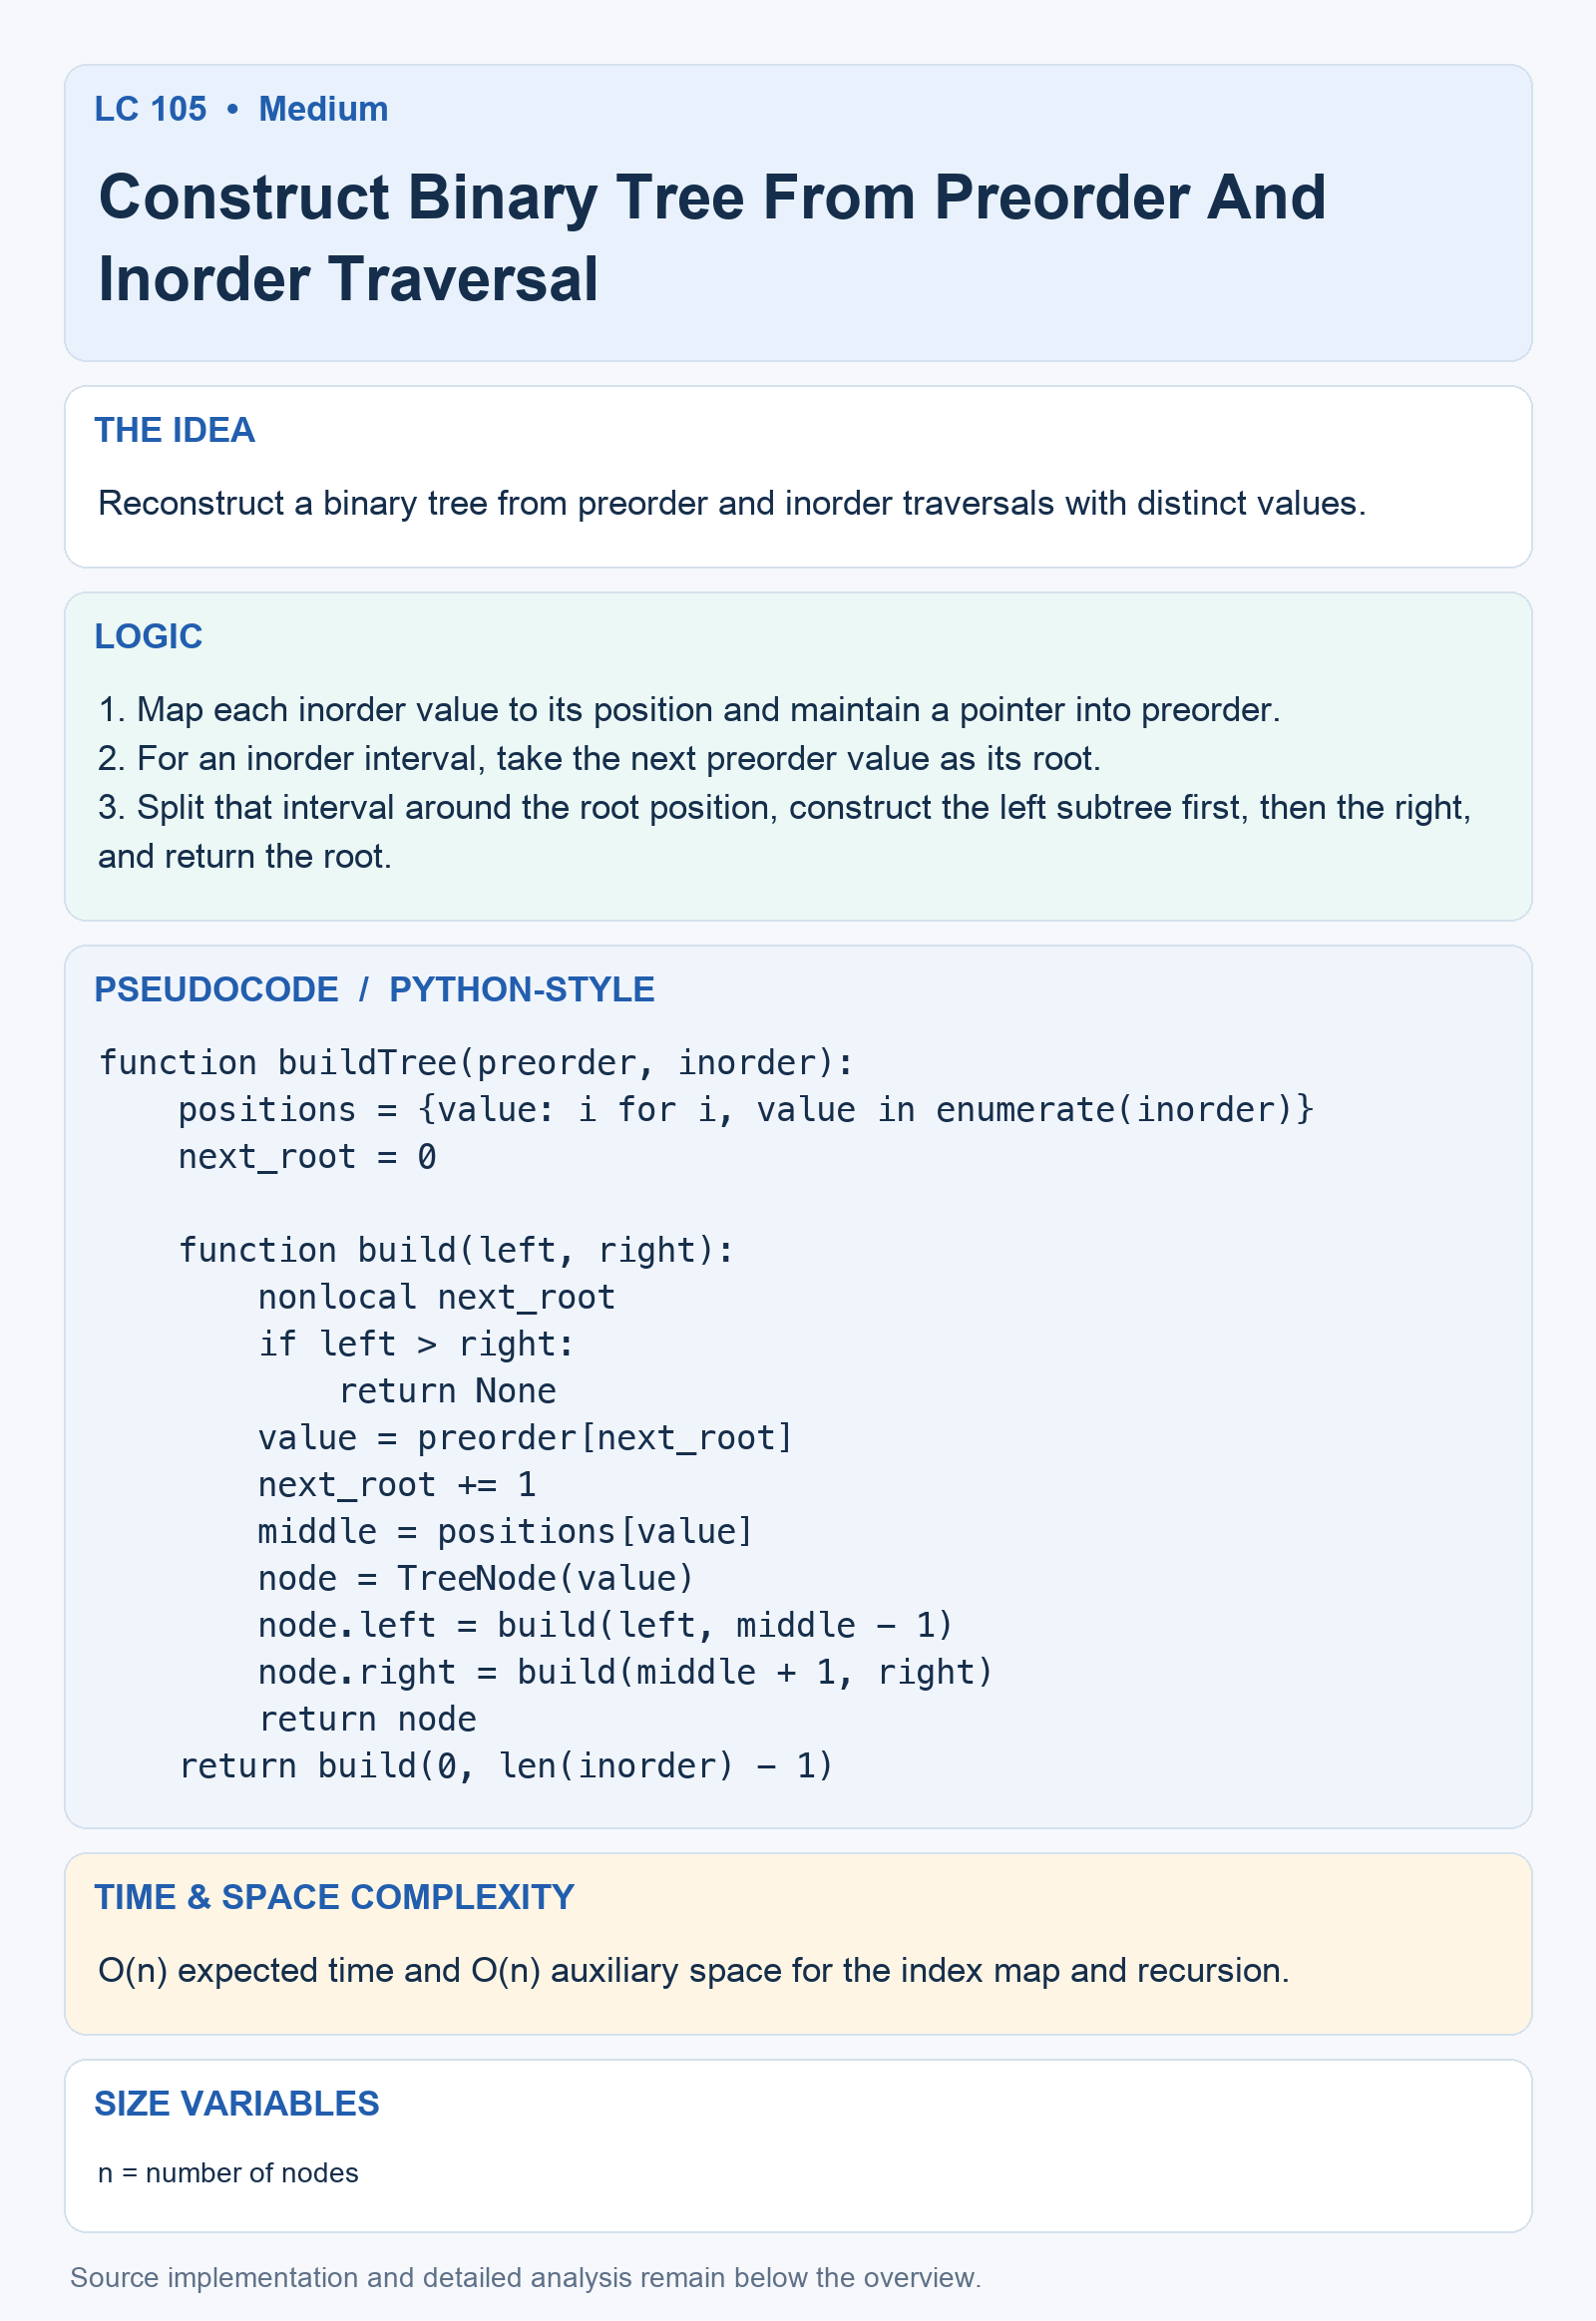 LC 105 • Medium
Construct Binary Tree From Preorder And
Inorder Traversal
THE IDEA
Reconstruct a binary tree from preorder and inorder traversals with distinct values.
LOGIC
1. Map each inorder value to its position and maintain a pointer into preorder.
2. For an inorder interval, take the next preorder value as its root.
3. Split that interval around the root position, construct the left subtree first, then the right,
and return the root.
PSEUDOCODE / PYTHON-STYLE
function buildTree(preorder, inorder):
    positions = {value: i for i, value in enumerate(inorder)}
    next_root = 0
    function build(left, right):
        nonlocal next_root
        if left > right:
            return None
        value = preorder[next_root]
        next_root += 1
        middle = positions[value]
        node = TreeNode(value)
        node.left = build(left, middle − 1)
        node.right = build(middle + 1, right)
        return node
    return build(0, len(inorder) − 1)
TIME & SPACE COMPLEXITY
O(n) expected time and O(n) auxiliary space for the index map and recursion.
SIZE VARIABLES
n = number of nodes
Source implementation and detailed analysis remain below the overview.